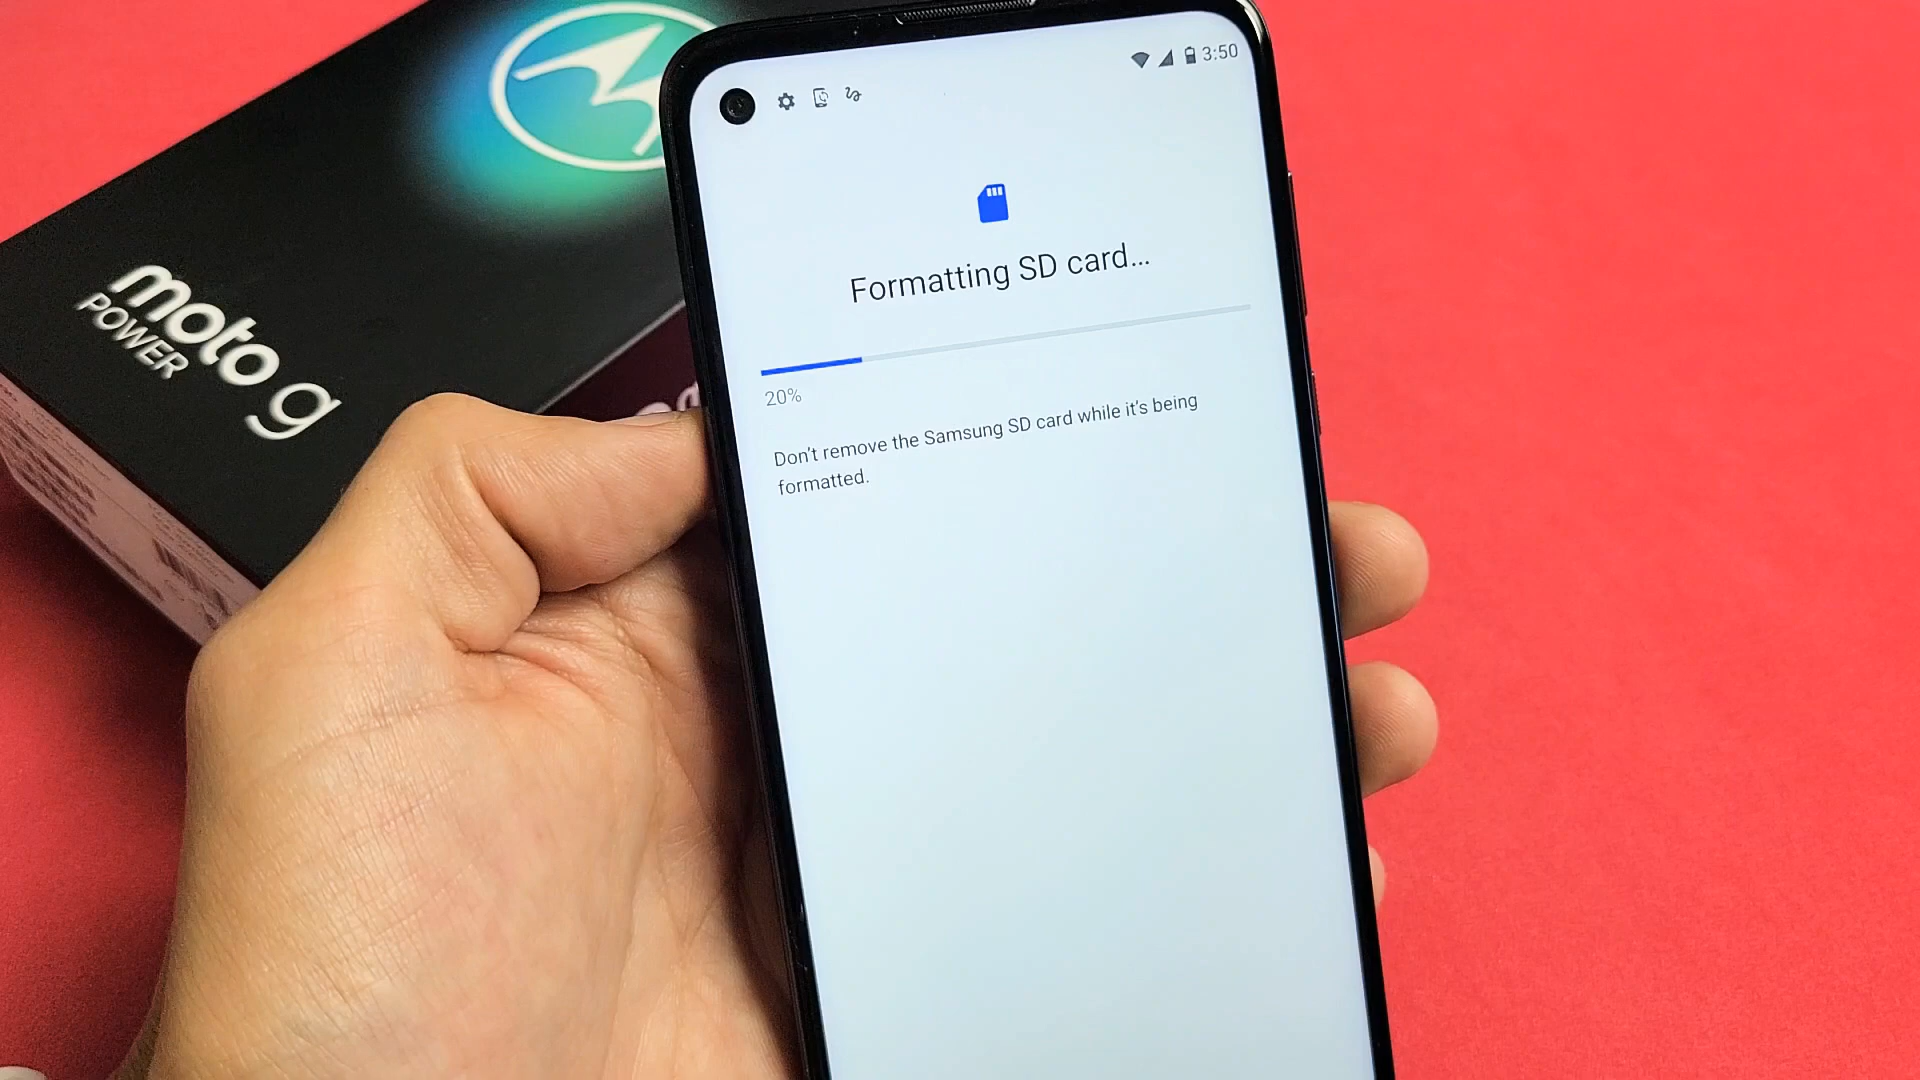 3:50
Formatting SD card...
20%
Don't remove the Samsung SD card while it's being
formatted.
moto g
POWER